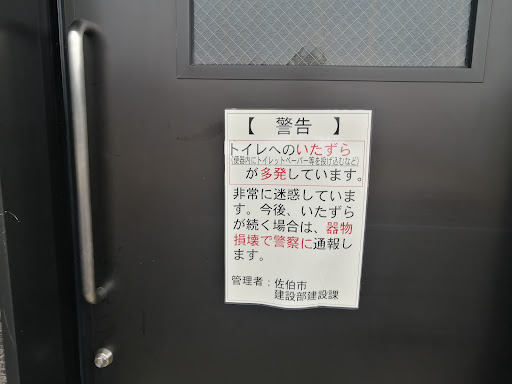 【 警告 】
トイレへのいたずら
(便器内にトイレットペーパー等を投げ込むなど)
が多発しています。
非常に迷惑していま
す。今後、いたずら
が続く場合は、器物
損壊で警察に通報し
ます。
管理者：佐伯市
建設部建設課